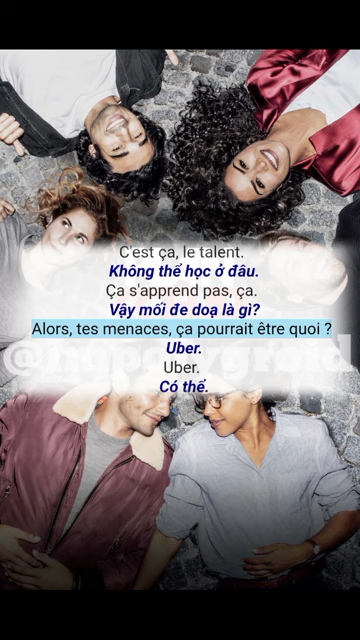 C'est ça, le talent.
Không thể học ở đâu.
Ça s'apprend pas, ça.
Vậy mối đe doạ là gì?
Alors, tes menaces, ça pourrait être quoi ?
Uber.
Uber.
Có thể.